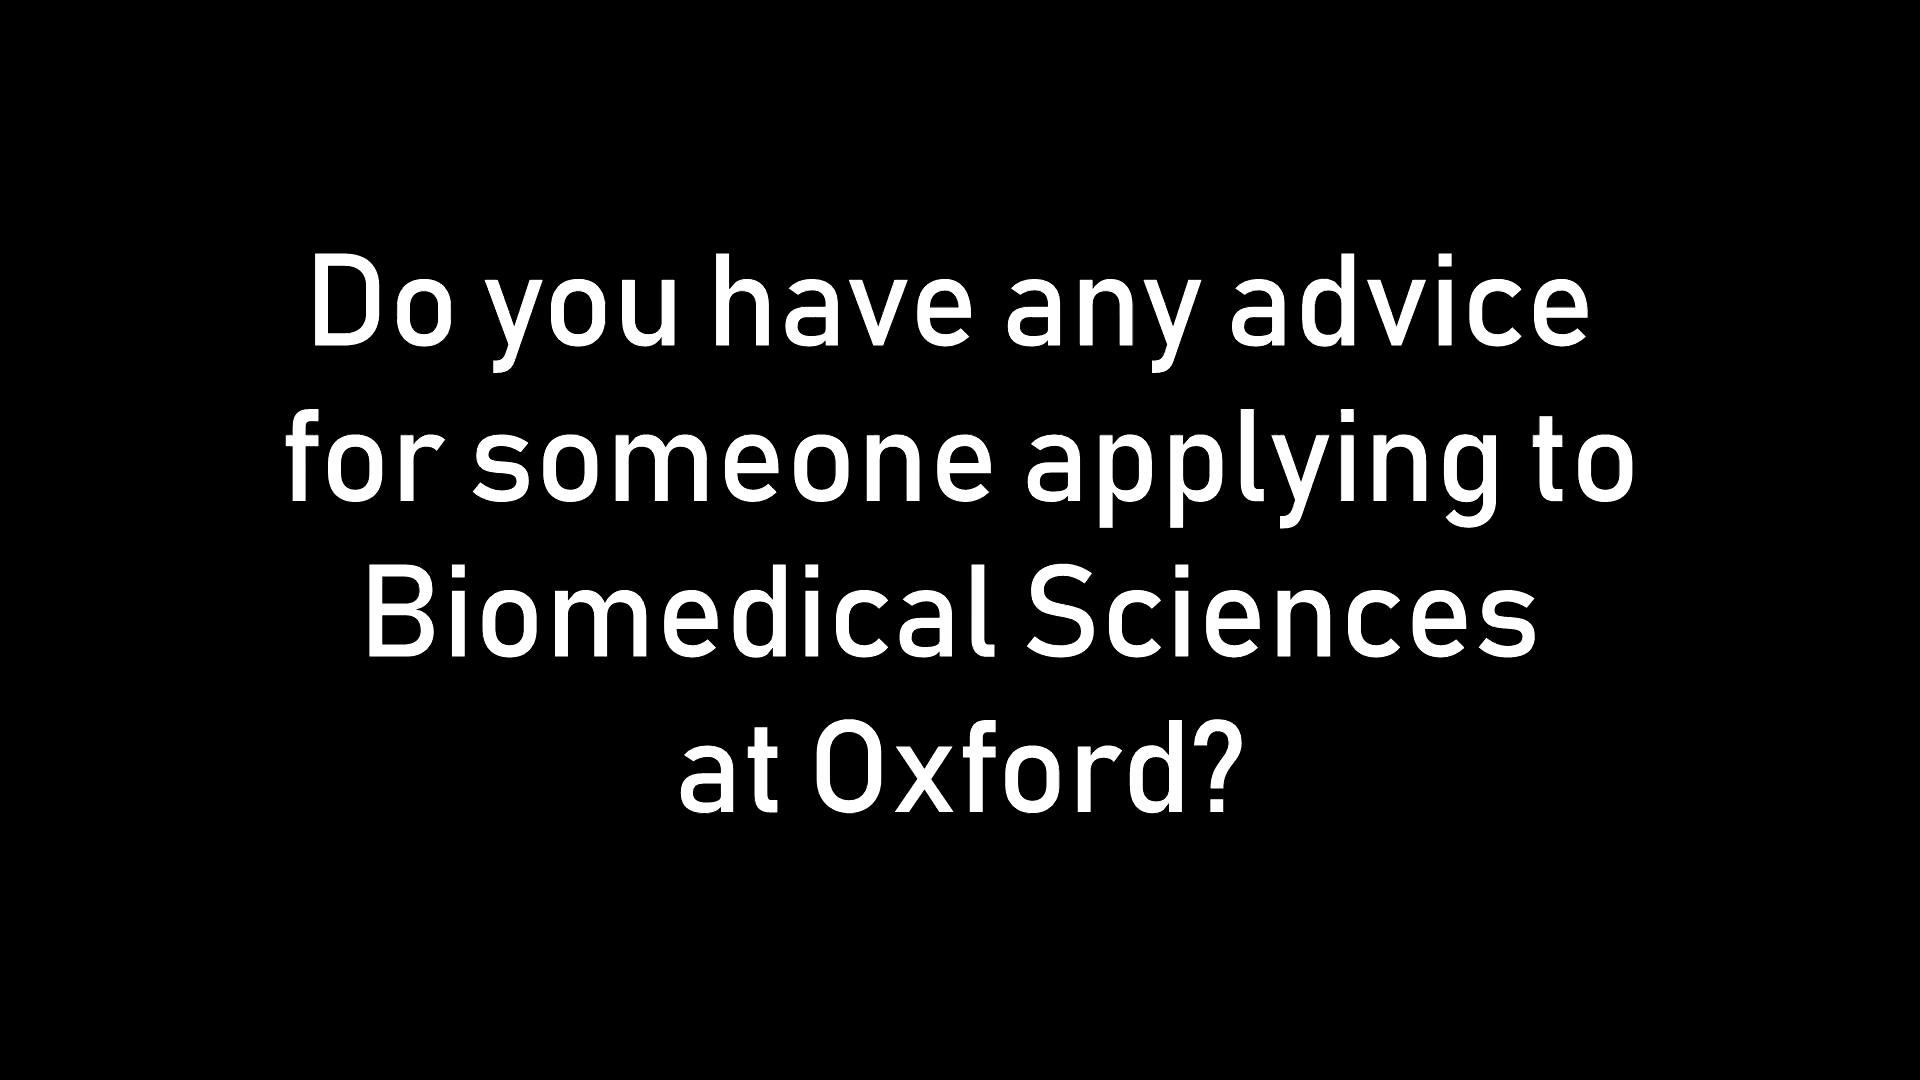 Do you have any advice
for someone applying to
Biomedical Sciences
at Oxford?